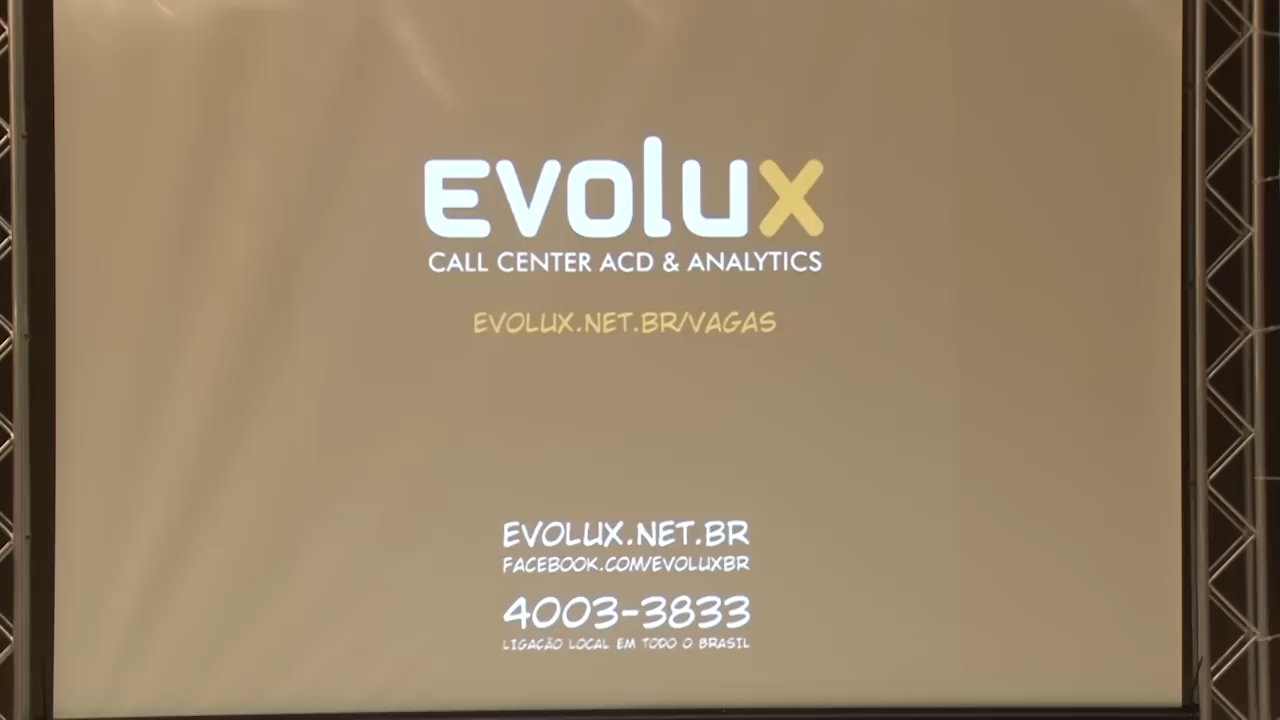 evolux
CALL CENTER ACD & ANALYTICS
EVOLUX.NET.BR/VAGAS
EVOLUX.NET.BR
FACEBOOK.COM/EVOLUXBR
4003-3833
LIGAÇÃO LOCAL EM TODO O BRASIL